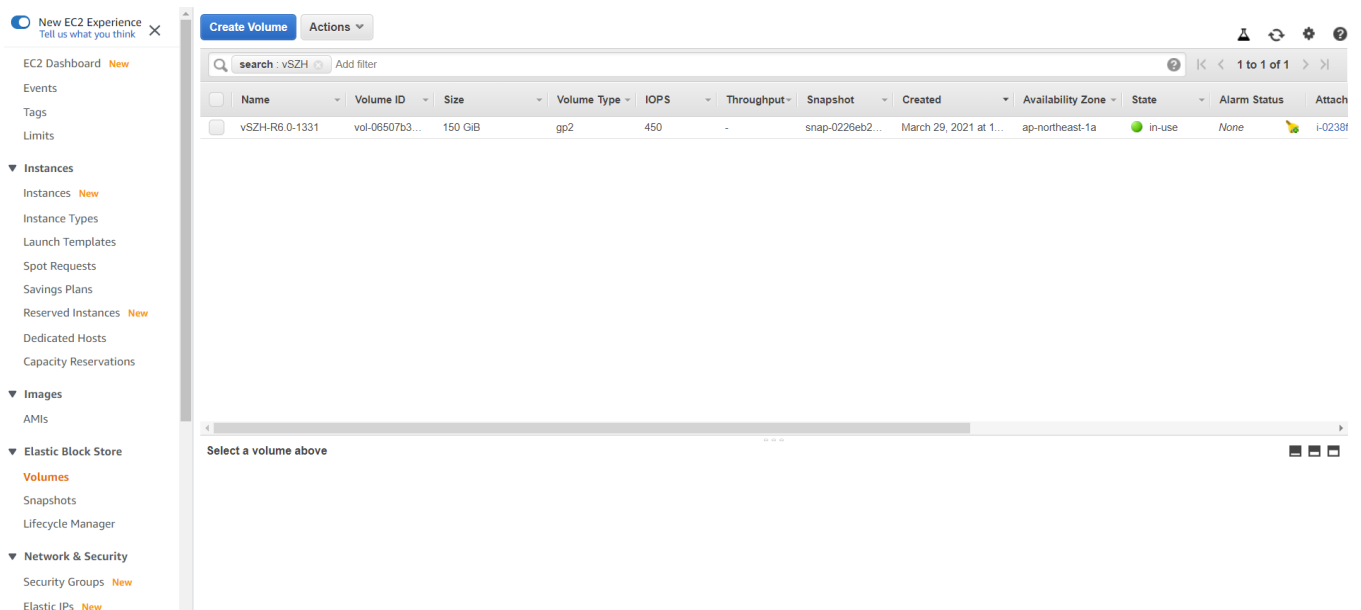 New EC2 Experience
Tell us what you think
EC2 Dashboard New
Events
Tags
Limits
Instances
Instances New
Instance Types
Launch Templates
Spot Requests
Savings Plans
Reserved Instances New
Dedicated Hosts
Capacity Reservations
Images
AMIs
Elastic Block Store
Volumes
Snapshots
Lifecycle Manager
Network & Security
Security Groups New
Elastic IPs New
Create Volume Actions
search : vSZH Add filter 1 to 1 of 1
Name Volume ID Size Volume Type IOPS Throughput Snapshot Created Availability Zone State Alarm Status Attach
vSZH-R6.0-1331 vol-06507b3... 150 GiB gp2 450 - snap-0226eb2... March 29, 2021 at 1... ap-northeast-1a in-use None i-0238f
Select a volume above